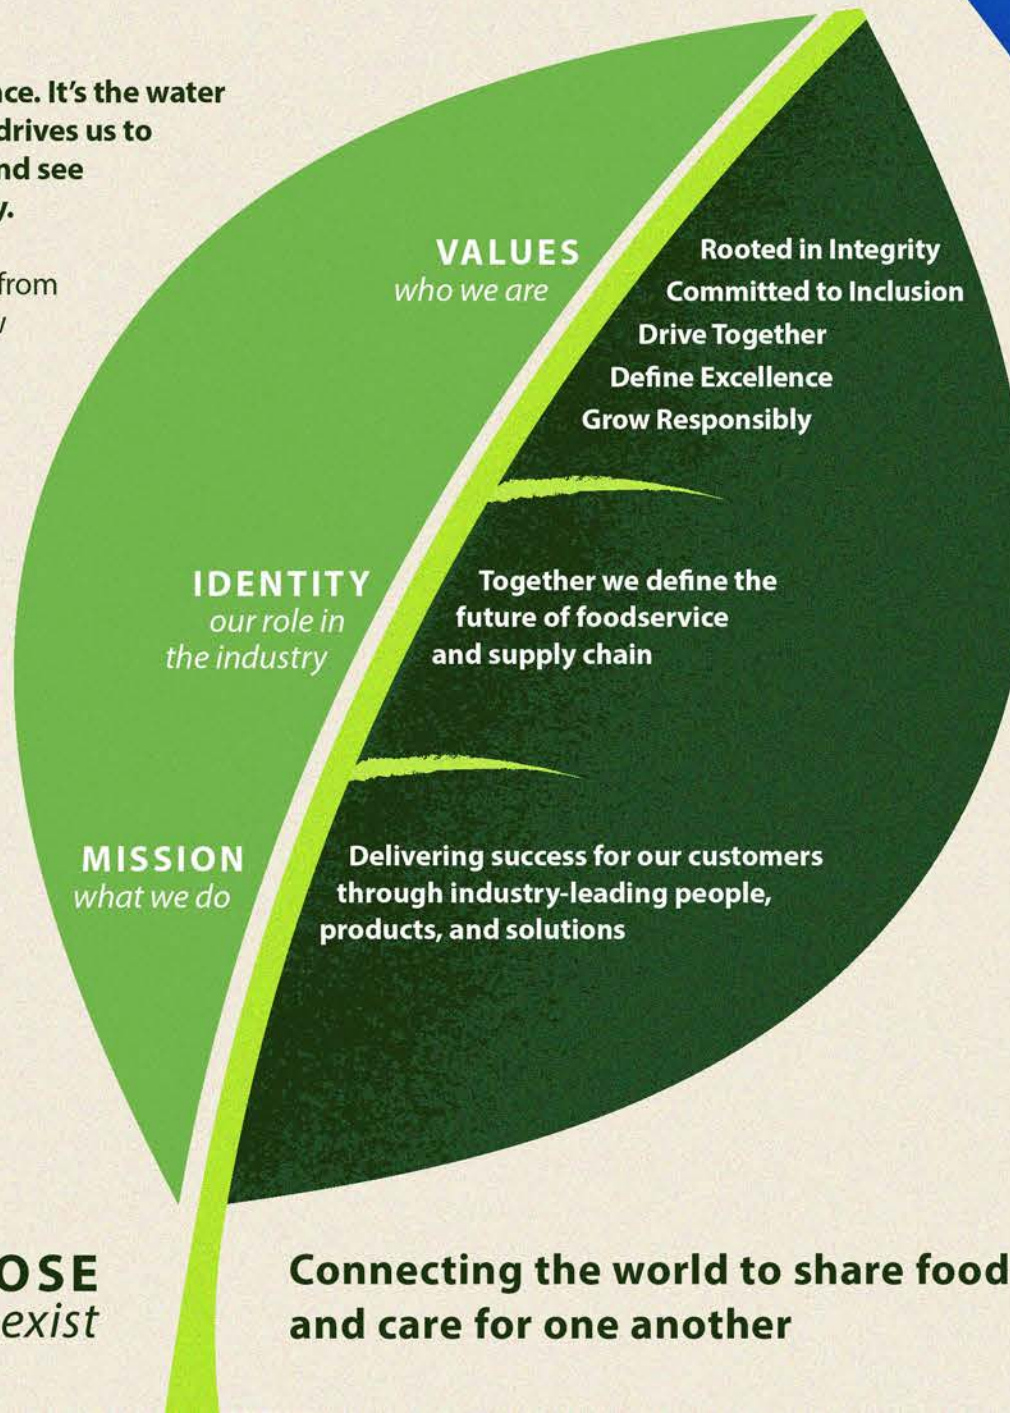 ce. It's the water
drives us to
nd see
y.
from
VALUES
who we are
Rooted in Integrity
Committed to Inclusion
Drive Together
Define Excellence
Grow Responsibly
IDENTITY
our role in
the industry
Together we define the
future of foodservice
and supply chain
MISSION
what we do
Delivering success for our customers
through industry-leading people,
products, and solutions
OSE
exist
Connecting the world to share food
and care for one another